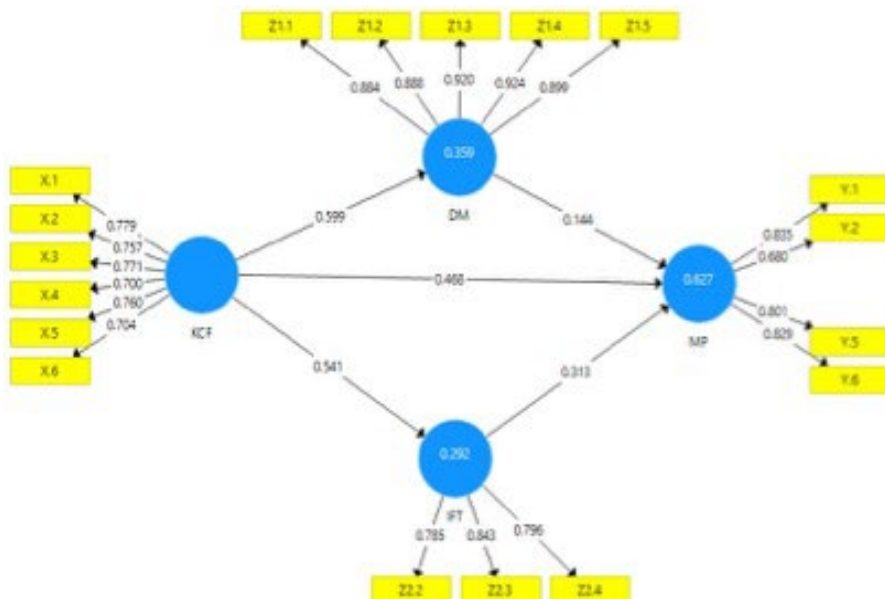 Z1.1 Z1.2 Z1.3 Z1.4 Z1.5
0.884 0.888 0.920 0.924 0.899
0.359
DM
X.1
X.2
X.3
X.4
X.5
X.6
0.779
0.757
0.771
0.700
0.760
0.704
KCF
0.599
0.144
0.468
0.541
0.313
Y.1
Y.2
Y.5
Y.6
0.835
0.680
0.801
0.829
0.627
MP
0.292
IFT
0.785 0.843 0.796
Z2.2 Z2.3 Z2.4